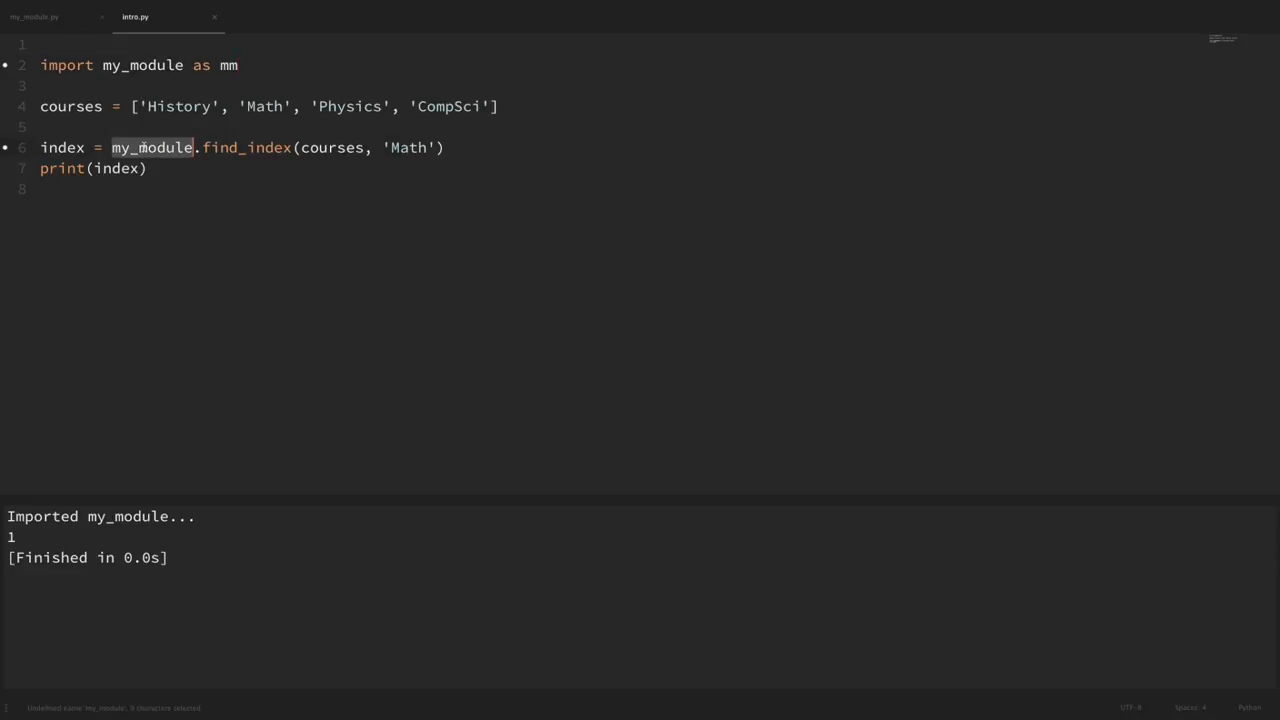 my_module.py × intro.py ×
1
2 import my_module as mm
3
4 courses = ['History', 'Math', 'Physics', 'CompSci']
5
6 index = my_module.find_index(courses, 'Math')
7 print(index)
8
Imported my_module...
1
[Finished in 0.0s]
Undefined name 'my_module', 9 characters selected UTF-8 Spaces: 4 Python